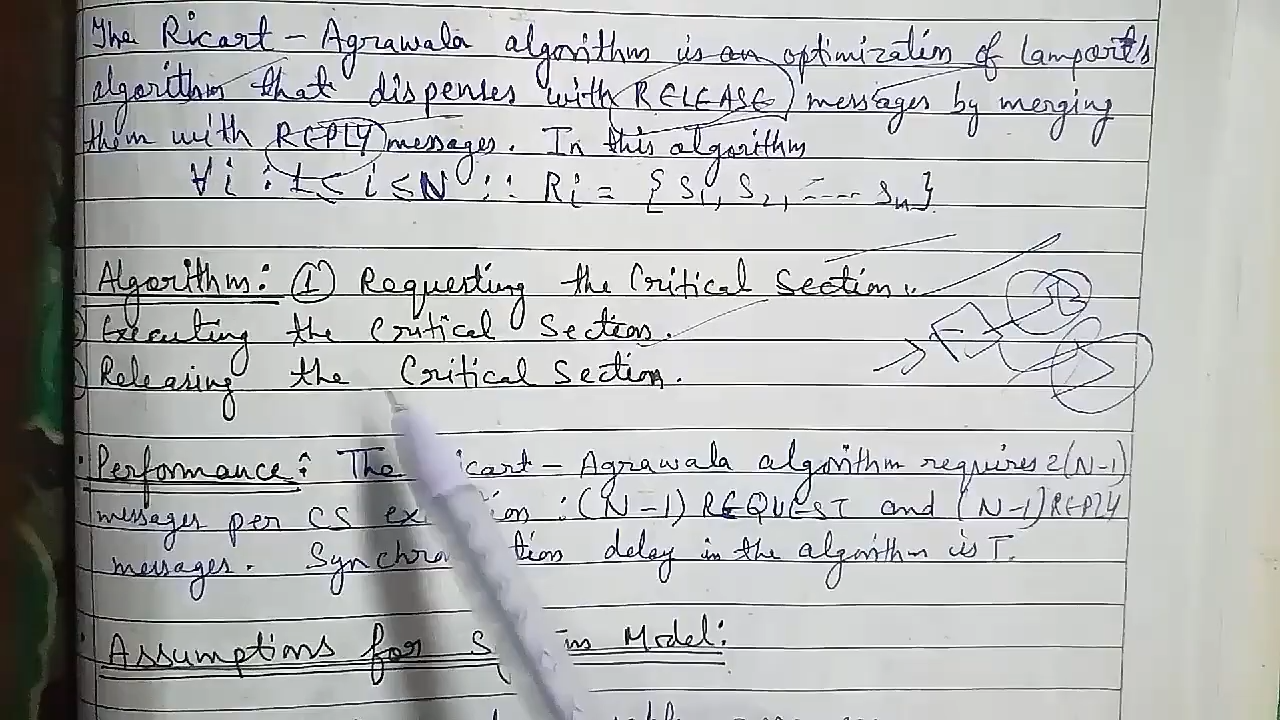 The Ricart - Agrawala algorithm is an optimization of Lamport's
algorithm that dispenses with RELEASE messages by merging
them with REPLY messages. In this algorithm
∀i : 1 ≤ i ≤ N :: Ri = { S1, S2, ---- Sn}
Algorithm: ① Requesting the Critical Section.
Executing the Critical Section.
Releasing the Critical Section.
Performance: The icart - Agrawala algorithm requires 2(N-1)
messages per CS ex ion : (N-1) REQUEST and (N-1) REPLY
messages. Synchro tion delay in the algorithm is T.
Assumptions for Model: